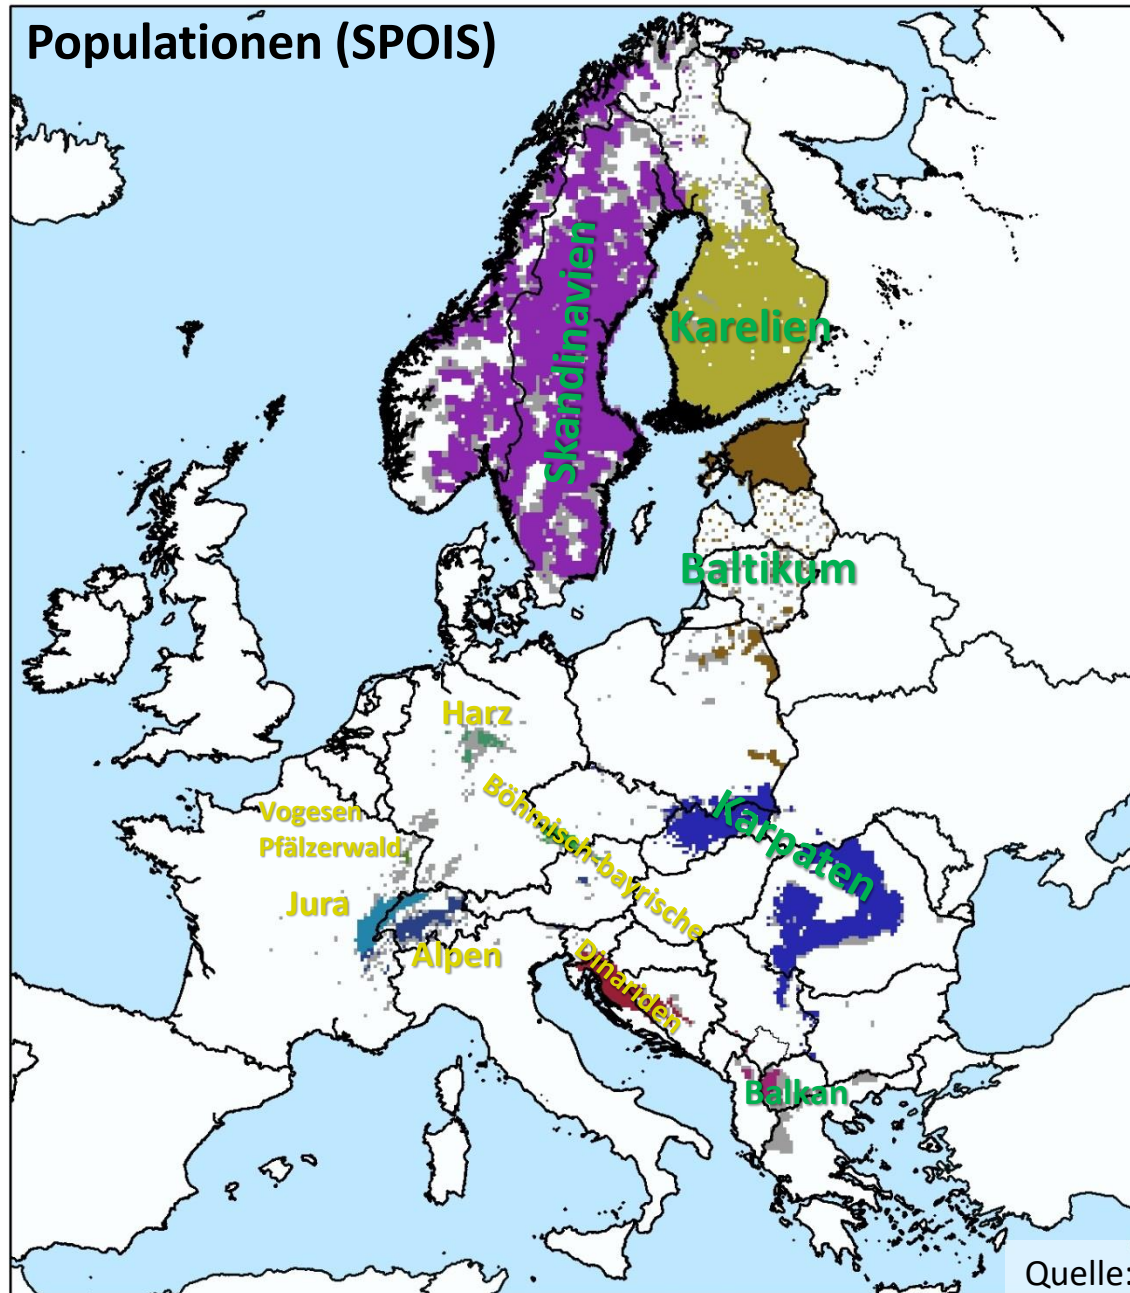 Populationen (SPOIS)
Skandinavien
Karelien
Baltikum
Harz
Böhmisch-bayrische
Karpaten
Vogesen
Pfälzerwald
Jura
Alpen
Dinariden
Balkan
Quelle: